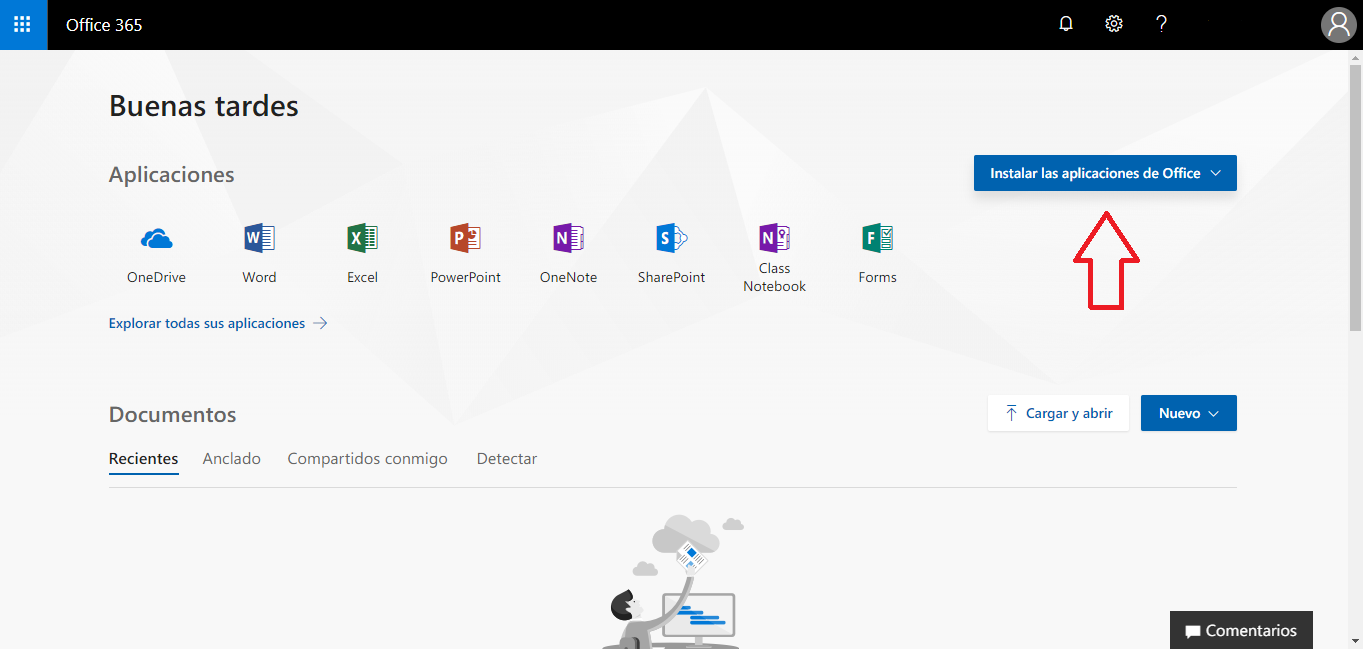 Office 365
?
Buenas tardes
Aplicaciones
Instalar las aplicaciones de Office
W
X
P
N
S
N
F
OneDrive
Word
Excel
PowerPoint
OneNote
SharePoint
Class
Notebook
Forms
Explorar todas sus aplicaciones
Documentos
Cargar y abrir
Nuevo
Recientes
Anclado
Compartidos conmigo
Detectar
Comentarios